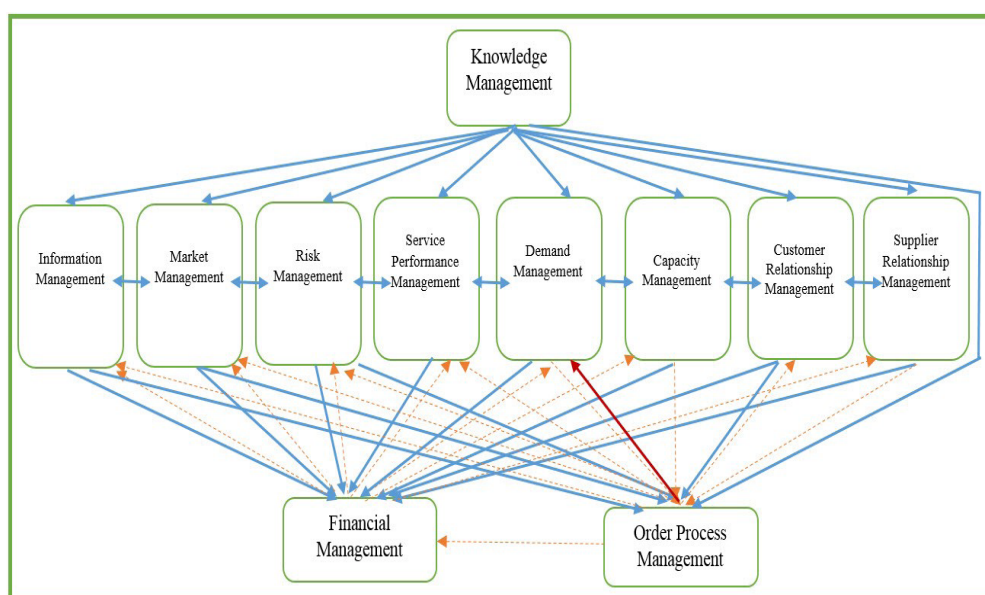 Knowledge
Management
Information
Management
Market
Management
Risk
Management
Service
Performance
Management
Demand
Management
Capacity
Management
Customer
Relationship
Management
Supplier
Relationship
Management
Financial
Management
Order Process
Management